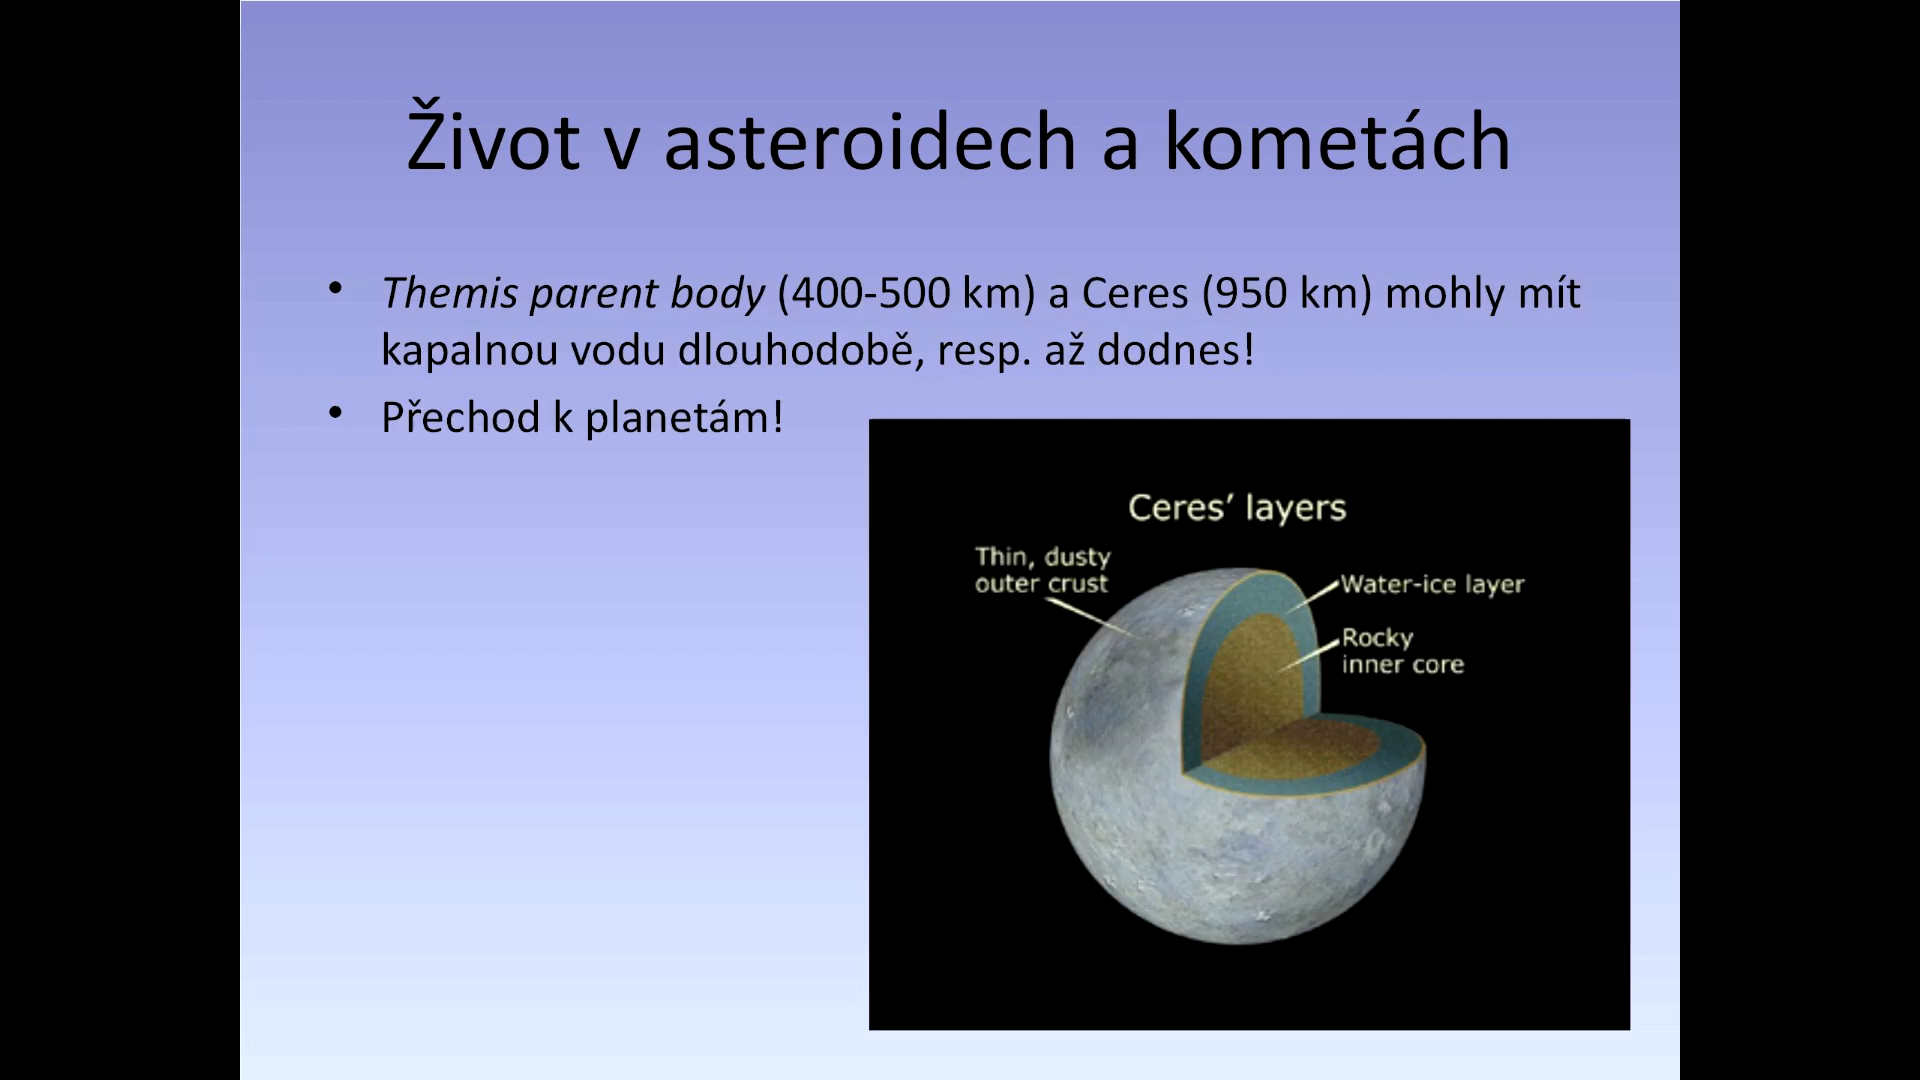 Život v asteroidech a kometách
• Themis parent body (400-500 km) a Ceres (950 km) mohly mít
kapalnou vodu dlouhodobě, resp. až dodnes!
• Přechod k planetám!
Ceres’ layers
Thin, dusty
outer crust
Water-ice layer
Rocky
inner core